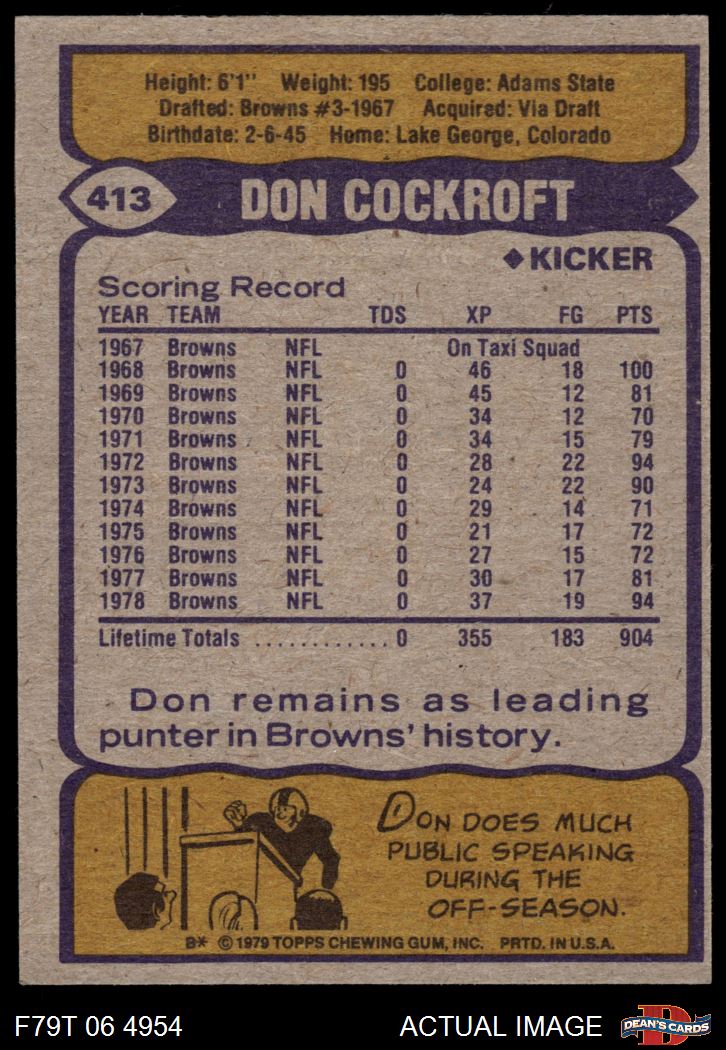 Height: 6'1" Weight: 195 College: Adams State
Drafted: Browns #3-1967 Acquired: Via Draft
Birthdate: 2-6-45 Home: Lake George, Colorado
413 DON COCKROFT
◆KICKER
Scoring Record
YEAR TEAM TDS XP FG PTS
1967 Browns NFL On Taxi Squad
1968 Browns NFL 0 46 18 100
1969 Browns NFL 0 45 12 81
1970 Browns NFL 0 34 12 70
1971 Browns NFL 0 34 15 79
1972 Browns NFL 0 28 22 94
1973 Browns NFL 0 24 22 90
1974 Browns NFL 0 29 14 71
1975 Browns NFL 0 21 17 72
1976 Browns NFL 0 27 15 72
1977 Browns NFL 0 30 17 81
1978 Browns NFL 0 37 19 94
Lifetime Totals ............ 0 355 183 904
Don remains as leading
punter in Browns' history.
DON DOES MUCH
PUBLIC SPEAKING
DURING THE
OFF-SEASON.
B* © 1979 TOPPS CHEWING GUM, INC. PRTD. IN U.S.A.
F79T 06 4954 ACTUAL IMAGE D DEAN'S CARDS